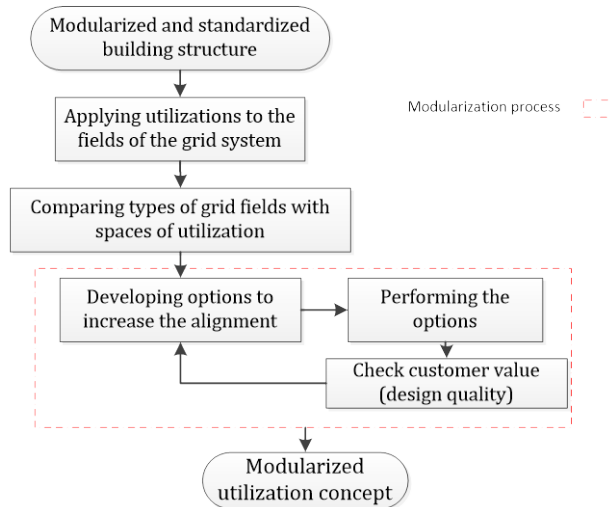 Modularized and standardized
building structure
Applying utilizations to the
fields of the grid system
Modularization process
Comparing types of grid fields with
spaces of utilization
Developing options to
increase the alignment
Performing the
options
Check customer value
(design quality)
Modularized
utilization concept